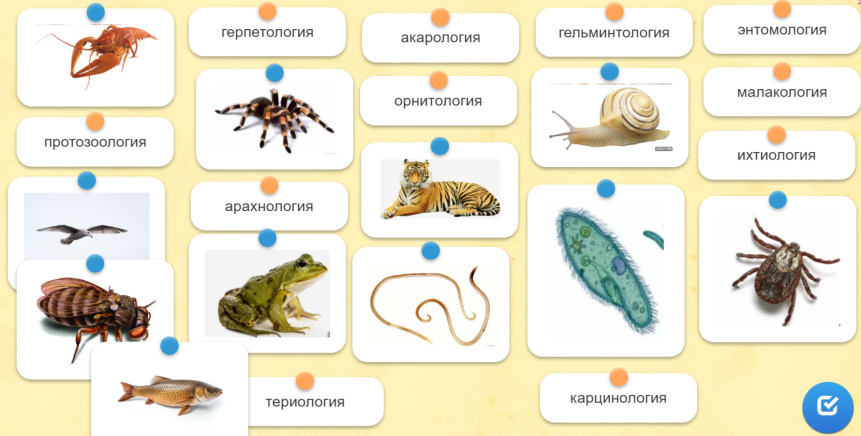 герпетология
акарология
гельминтология
энтомология
орнитология
малакология
протозоология
ихтиология
арахнология
териология
карцинология